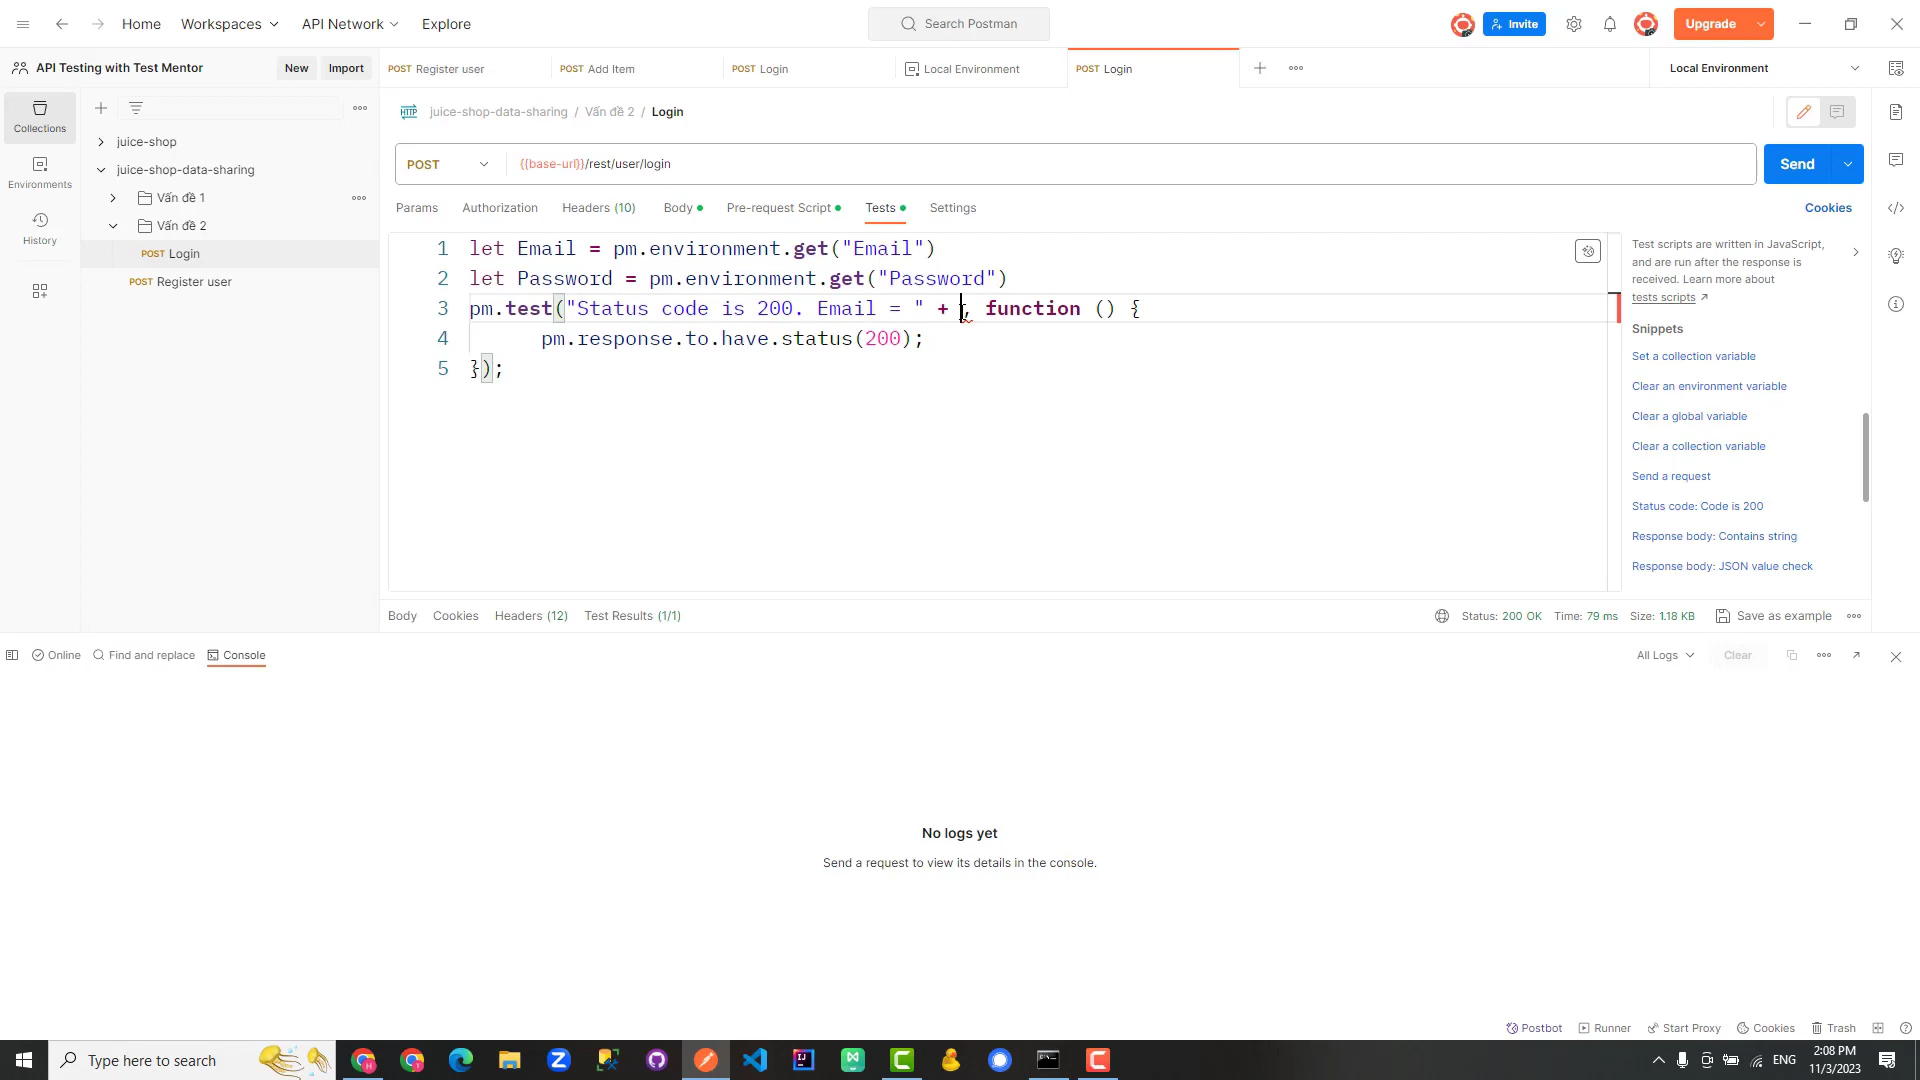 Home Workspaces API Network Explore Search Postman Invite Upgrade
API Testing with Test Mentor New Import POST Register user POST Add Item POST Login Local Environment POST Login Local Environment
Collections
Environments
History
juice-shop
juice-shop-data-sharing
Vấn đề 1
Vấn đề 2
POST Login
POST Register user
HTTP juice-shop-data-sharing / Vấn đề 2 / Login
POST {{base-url}}/rest/user/login Send
Params Authorization Headers (10) Body Pre-request Script Tests Settings Cookies
1 let Email = pm.environment.get("Email")
2 let Password = pm.environment.get("Password")
3 pm.test("Status code is 200. Email = " + , function () {
4 pm.response.to.have.status(200);
5 });
Test scripts are written in JavaScript,
and are run after the response is
received. Learn more about
tests scripts
Snippets
Set a collection variable
Clear an environment variable
Clear a global variable
Clear a collection variable
Send a request
Status code: Code is 200
Response body: Contains string
Response body: JSON value check
Body Cookies Headers (12) Test Results (1/1) Status: 200 OK Time: 79 ms Size: 1.18 KB Save as example
Online Find and replace Console All Logs Clear
No logs yet
Send a request to view its details in the console.
Postbot Runner Start Proxy Cookies Trash
Type here to search ENG 2:08 PM
11/3/2023